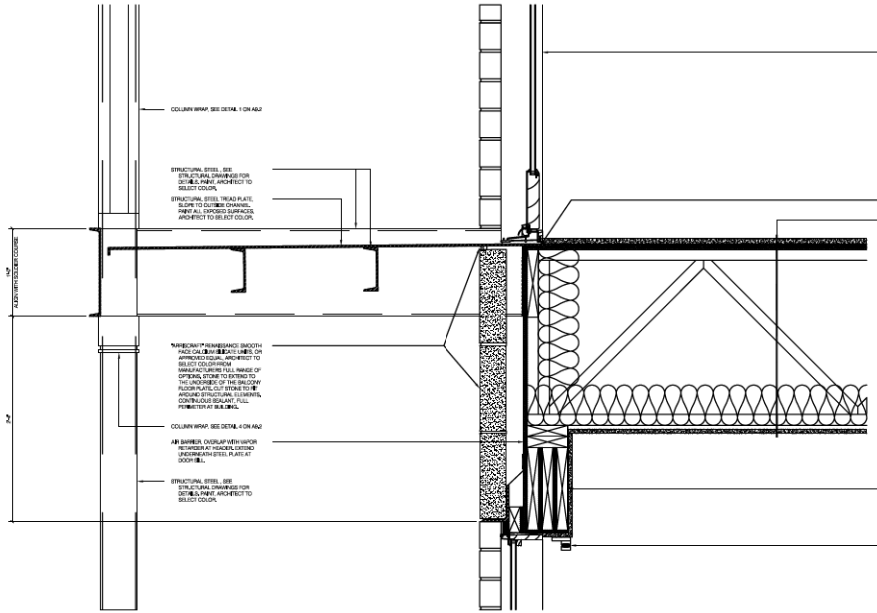 COLUMN WRAP, SEE DETAIL 1 ON A9.2
STRUCTURAL STEEL, SEE
STRUCTURAL DRAWINGS FOR
DETAILS, PAINT, ARCHITECT TO
SELECT COLOR.
STRUCTURAL STEEL TREAD PLATE,
SLOPE TO OUTSIDE CHANNEL.
PAINT ALL EXPOSED SURFACES,
ARCHITECT TO SELECT COLOR.
ALIGN WITH SOLDIER COURSE
"ARRISCRAFT" RENAISSANCE SMOOTH
FACE CALCIUM SILICATE UNITS, OR
APPROVED EQUAL, ARCHITECT TO
SELECT COLOR FROM
MANUFACTURERS FULL RANGE OF
OPTIONS, STONE TO EXTEND TO
THE UNDERSIDE OF THE BALCONY
FLOOR PLATE, CUT STONE TO FIT
AROUND STRUCTURAL ELEMENTS,
CONTINUOUS SEALANT, FULL
PERIMETER AT BUILDING.
COLUMN WRAP, SEE DETAIL 4 ON A9.2
AIR BARRIER, OVERLAP WITH VAPOR
RETARDER AT HEADER, EXTEND
UNDERNEATH STEEL PLATE AT
DOOR SILL.
STRUCTURAL STEEL, SEE
STRUCTURAL DRAWINGS FOR
DETAILS, PAINT, ARCHITECT TO
SELECT COLOR.